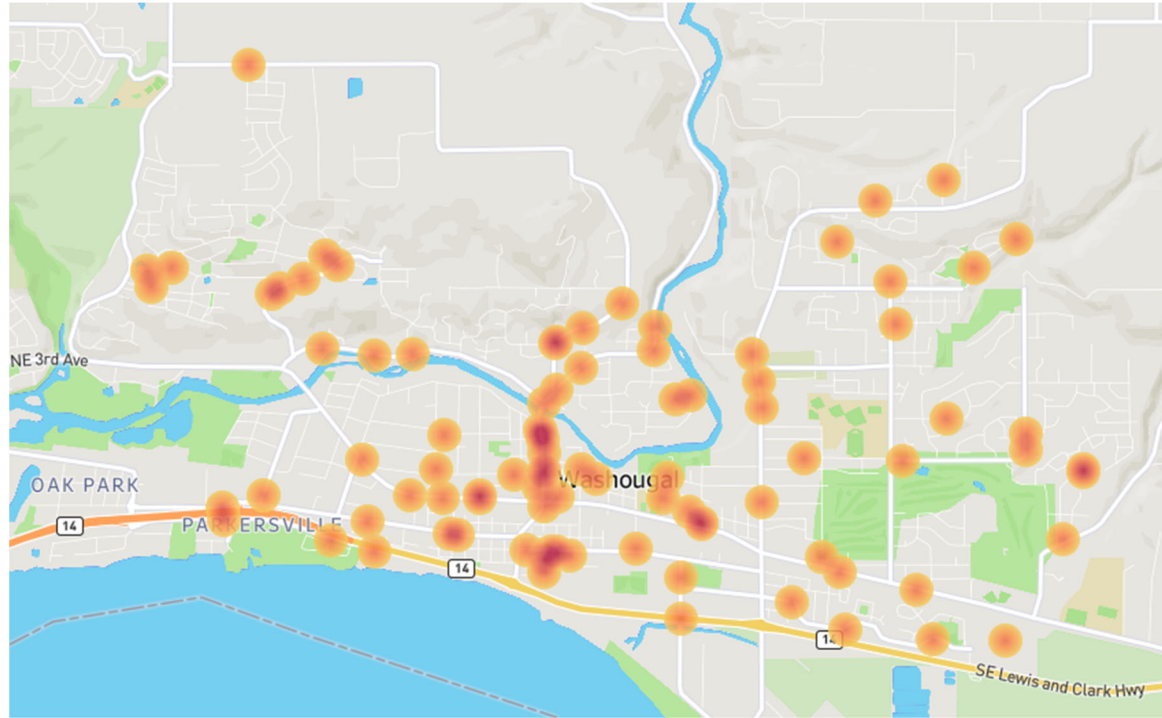 NE 3rd Ave
OAK PARK
14
PARKERSVILLE
Washougal
14
14
SE Lewis and Clark Hwy